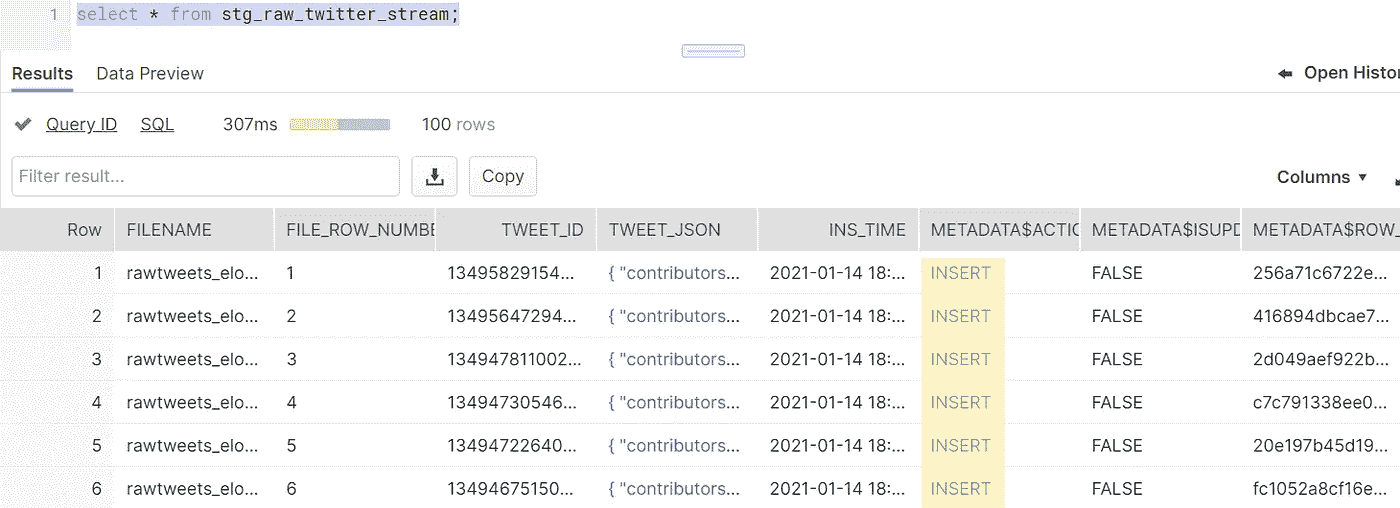 1 select * from stg_raw_twitter_stream;
Results Data Preview Open Histor
Query ID SQL 307ms 100 rows
Filter result... Copy Columns
Row FILENAME FILE_ROW_NUMBE TWEET_ID TWEET_JSON INS_TIME METADATA$ACTIO METADATA$ISUPD METADATA$ROW_
1 rawtweets_elo... 1 13495829154... { "contributors... 2021-01-14 18:... INSERT FALSE 256a71c6722e...
2 rawtweets_elo... 2 13495647294... { "contributors... 2021-01-14 18:... INSERT FALSE 416894dbcae7...
3 rawtweets_elo... 3 134947811002... { "contributors... 2021-01-14 18:... INSERT FALSE 2d049aef922b...
4 rawtweets_elo... 4 13494730546... { "contributors... 2021-01-14 18:... INSERT FALSE c7c791338ee0...
5 rawtweets_elo... 5 13494722640... { "contributors... 2021-01-14 18:... INSERT FALSE 20e197b45d19...
6 rawtweets_elo... 6 13494675150... { "contributors... 2021-01-14 18:... INSERT FALSE fc1052a8cf16e...